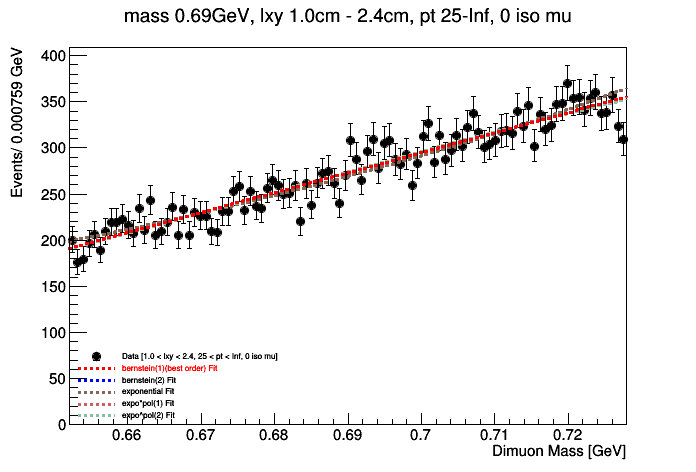 mass 0.69GeV, lxy 1.0cm - 2.4cm, pt 25-Inf, 0 iso mu
Events/ 0.000759 GeV
400
350
300
250
200
150
100
50
0
Data [1.0 < lxy < 2.4, 25 < pt < Inf, 0 iso mu]
bernstein(1)(best order) Fit
bernstein(2) Fit
exponential Fit
expo*pol(1) Fit
expo*pol(2) Fit
0.66 0.67 0.68 0.69 0.7 0.71 0.72
Dimuon Mass [GeV]